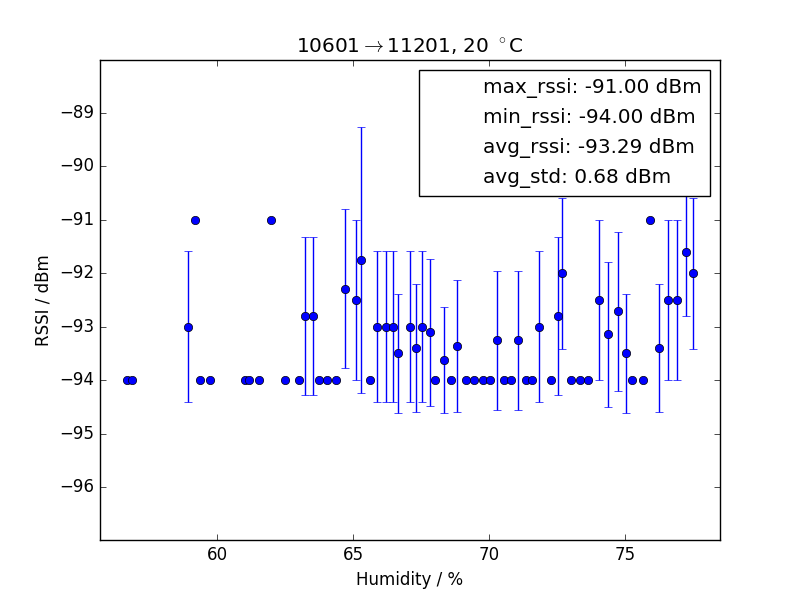 10601→11201, 20 °C
max_rssi: -91.00 dBm
min_rssi: -94.00 dBm
avg_rssi: -93.29 dBm
avg_std: 0.68 dBm
RSSI / dBm
−89
−90
−91
−92
−93
−94
−95
−96
60 65 70 75
Humidity / %